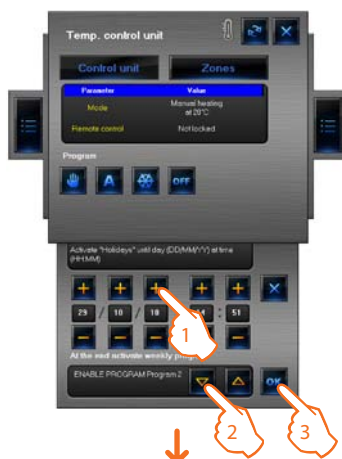 Temp. control unit
Control unit Zones
Parameter Value
Mode Manual heating at 20°C
Remote control Not locked
Program
A OFF
Activate "Holidays" until day (DD/MM/YY) at time
(HH:MM)
+ + + + +
29 / 10 / 10 : 51
− − − −
1
At the end activate weekly
ENABLE PROGRAM Program 2 OK
2 3